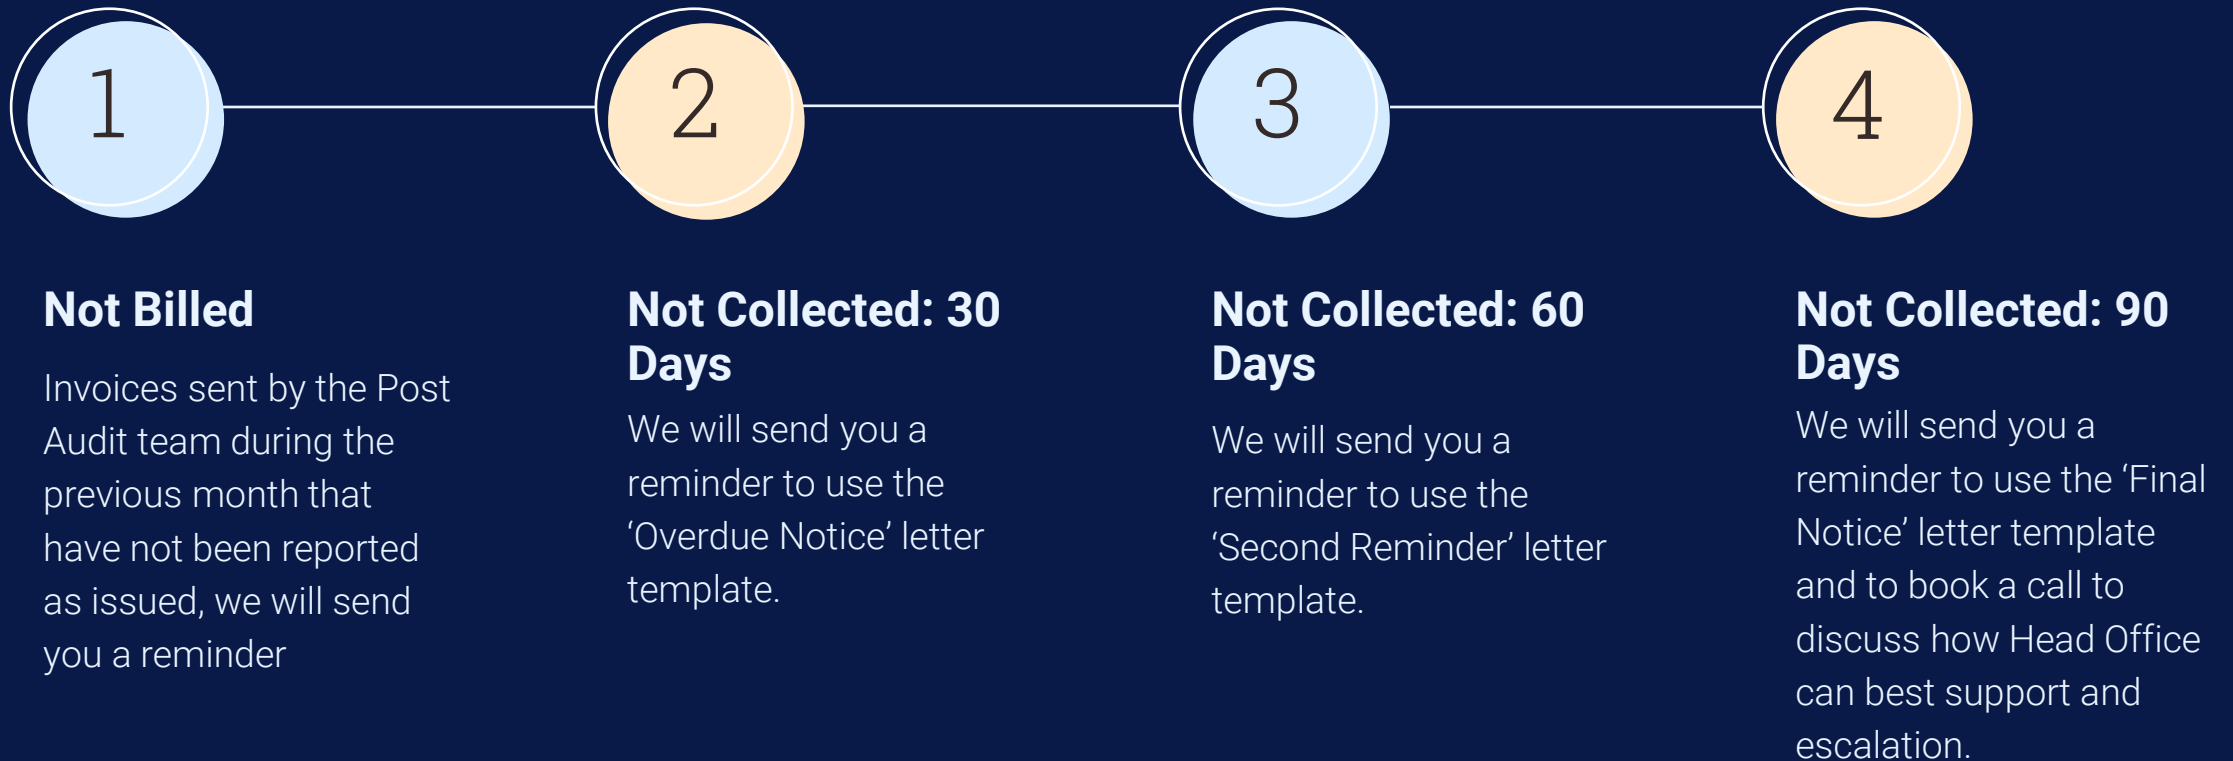 1
2
3
4
Not Billed
Invoices sent by the Post
Audit team during the
previous month that
have not been reported
as issued, we will send
you a reminder
Not Collected: 30
Days
We will send you a
reminder to use the
‘Overdue Notice’ letter
template.
Not Collected: 60
Days
We will send you a
reminder to use the
‘Second Reminder’ letter
template.
Not Collected: 90
Days
We will send you a
reminder to use the ‘Final
Notice’ letter template
and to book a call to
discuss how Head Office
can best support and
escalation.